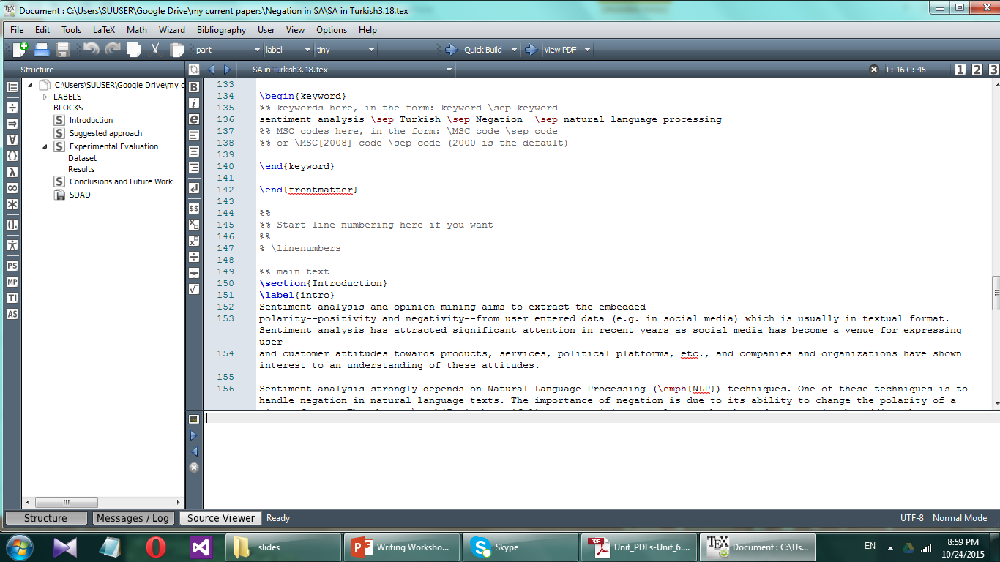 Document : C:\Users\SUUSER\Google Drive\my current papers\Negation in SA\SA in Turkish3.18.tex
File Edit Tools LaTeX Math Wizard Bibliography User View Options Help
part label tiny Quick Build View PDF
Structure SA in Turkish3.18.tex L: 16 C: 45 1 2 3
C:\Users\SUUSER\Google Drive\my c
LABELS
BLOCKS
S Introduction
S Suggested approach
S Experimental Evaluation
Dataset
Results
S Conclusions and Future Work
SDAD
PS
MP
TI
AS
133
134 \begin{keyword}
135 %% keywords here, in the form: keyword \sep keyword
136 sentiment analysis \sep Turkish \sep Negation  \sep natural language processing
137 %% MSC codes here, in the form: \MSC code \sep code
138 %% or \MSC[2008] code \sep code (2000 is the default)
139
140 \end{keyword}
141
142 \end{frontmatter}
143
144 %%
145 %% Start line numbering here if you want
146 %%
147 % \linenumbers
148
149 %% main text
150 \section{Introduction}
151 \label{intro}
152 Sentiment analysis and opinion mining aims to extract the embedded
153 polarity--positivity and negativity--from user entered data (e.g. in social media) which is usually in textual format.
Sentiment analysis has attracted significant attention in recent years as social media has become a venue for expressing
user
154 and customer attitudes towards products, services, political platforms, etc., and companies and organizations have shown
interest to an understanding of these attitudes.
155
156 Sentiment analysis strongly depends on Natural Language Processing (\emph{NLP}) techniques. One of these techniques is to
handle negation in natural language texts. The importance of negation is due to its ability to change the polarity of a
Structure Messages / Log Source Viewer Ready UTF-8 Normal Mode
slides Writing Worksho... Skype Unit_PDFs-Unit_6.... Document : C:\Us... EN 8:59 PM
10/24/2015